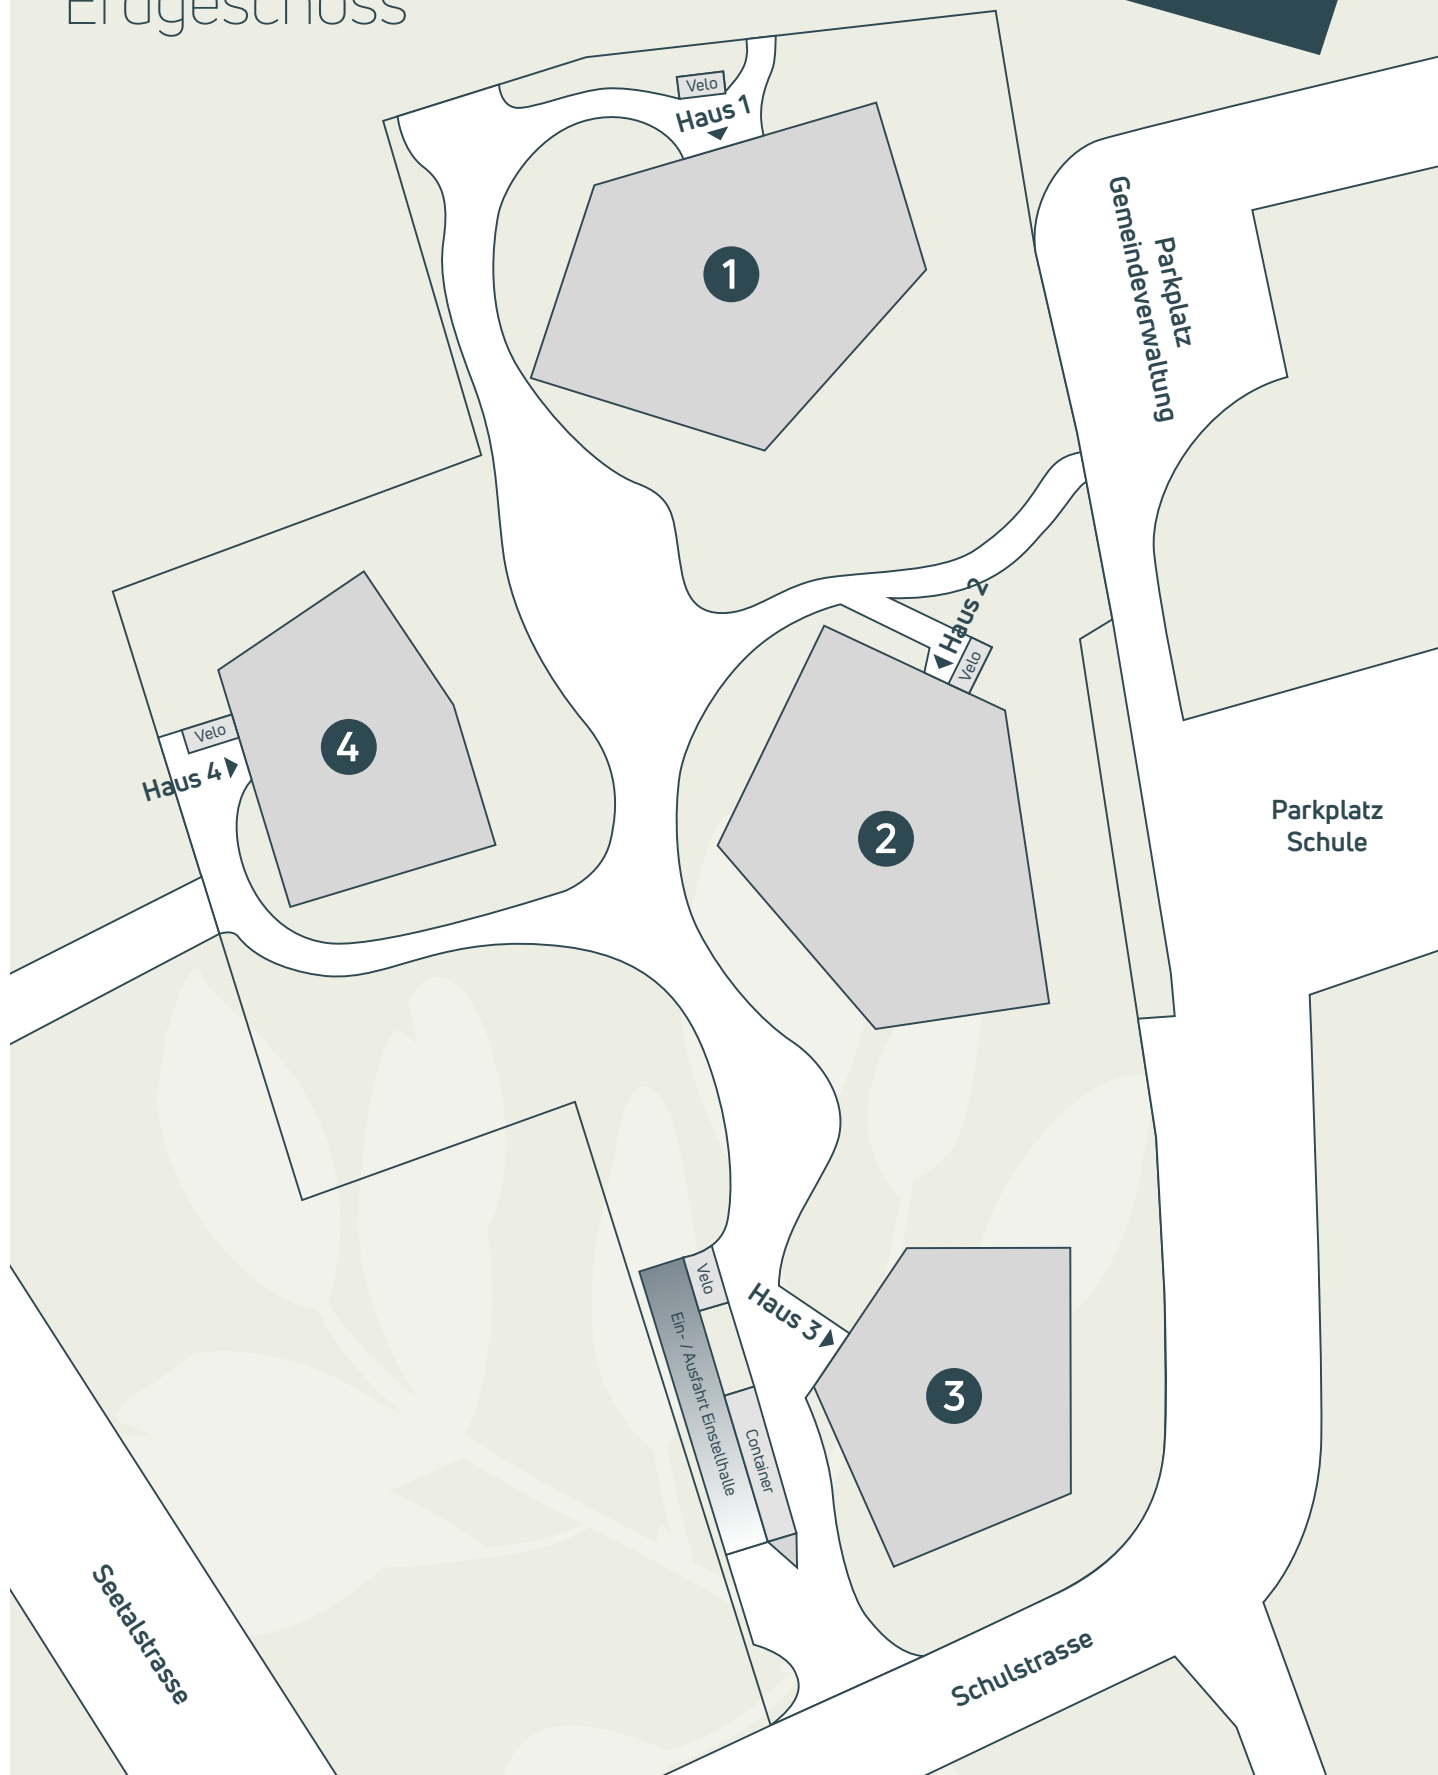 Erdgeschoss
Velo
Haus 1
1
Parkplatz
Gemeindeverwaltung
Haus 2
Velo
2
Velo
Haus 4
4
Parkplatz
Schule
Velo
Ein- / Ausfahrt Einstellhalle
Container
Haus 3
3
Seetalstrasse
Schulstrasse